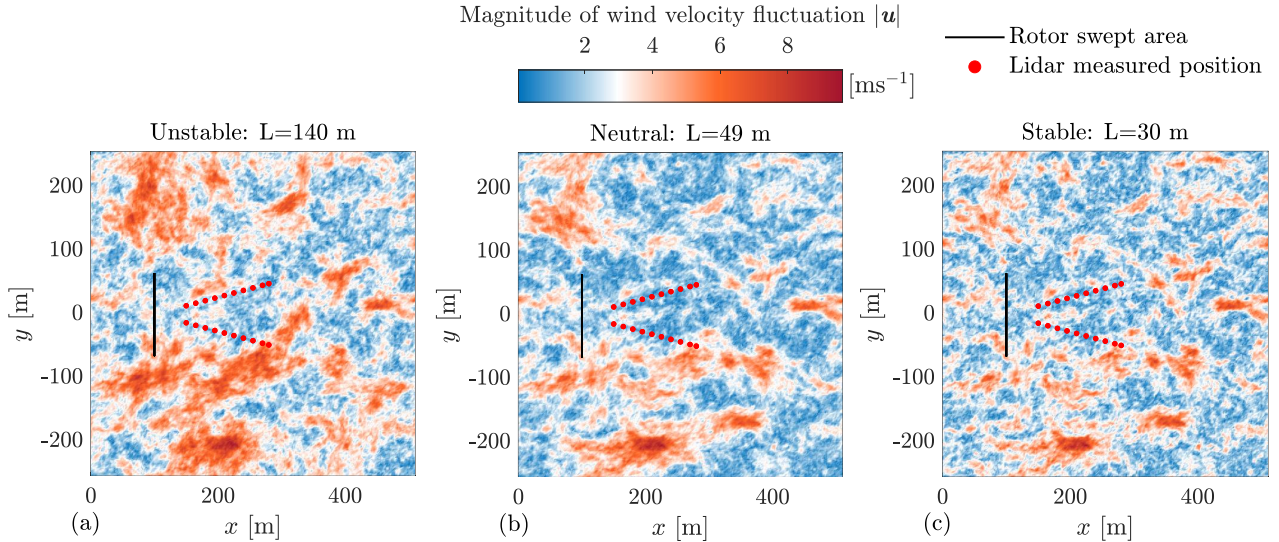 Magnitude of wind velocity fluctuation |u|
2 4 6 8
[ms⁻¹]
Rotor swept area
Lidar measured position
Unstable: L=140 m
Neutral: L=49 m
Stable: L=30 m
200
100
0
-100
-200
y [m]
0 200 400
x [m]
(a)
200
100
0
-100
-200
y [m]
0 200 400
x [m]
(b)
200
100
0
-100
-200
y [m]
0 200 400
x [m]
(c)